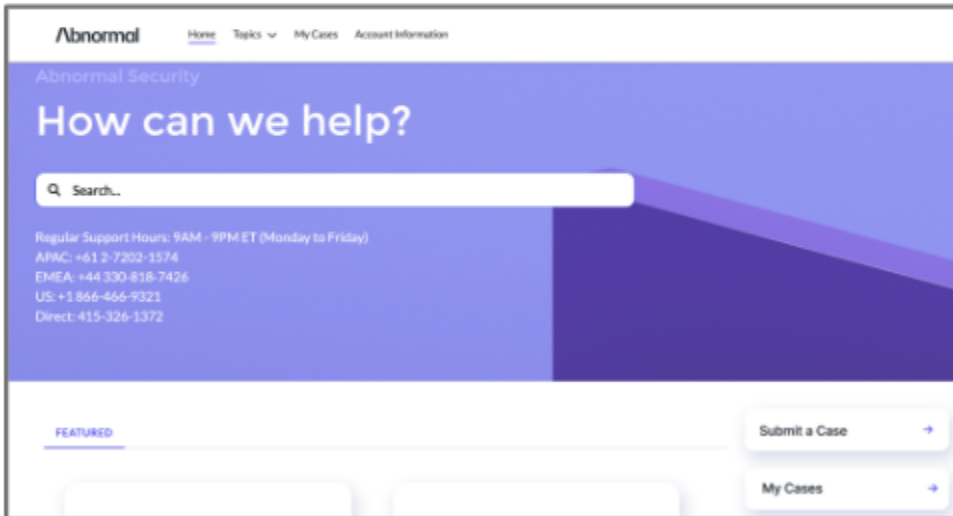 Abnormal
Home Topics My Cases Account Information
Abnormal Security
How can we help?
Search...
Regular Support Hours: 9AM - 9PM ET (Monday to Friday)
APAC: +61 2-7202-1574
EMEA: +44 330-818-7426
US: +1 866-466-9321
Direct: 415-326-1372
FEATURED
Submit a Case
My Cases